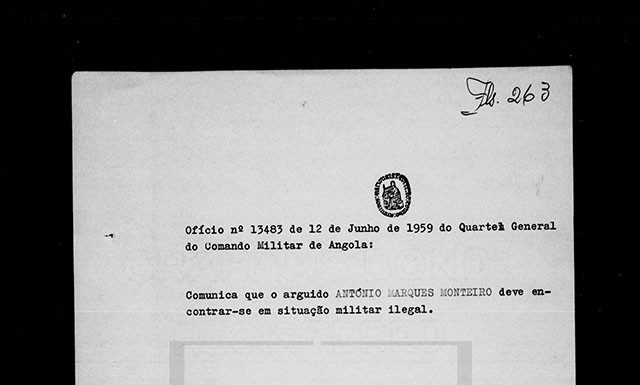 Fls. 263
Ofício nº 13483 de 12 de Junho de 1959 do Quartel General
do Comando Militar de Angola:
Comunica que o arguido ANTÓNIO MARQUES MONTEIRO deve en-
contrar-se em situação militar ilegal.